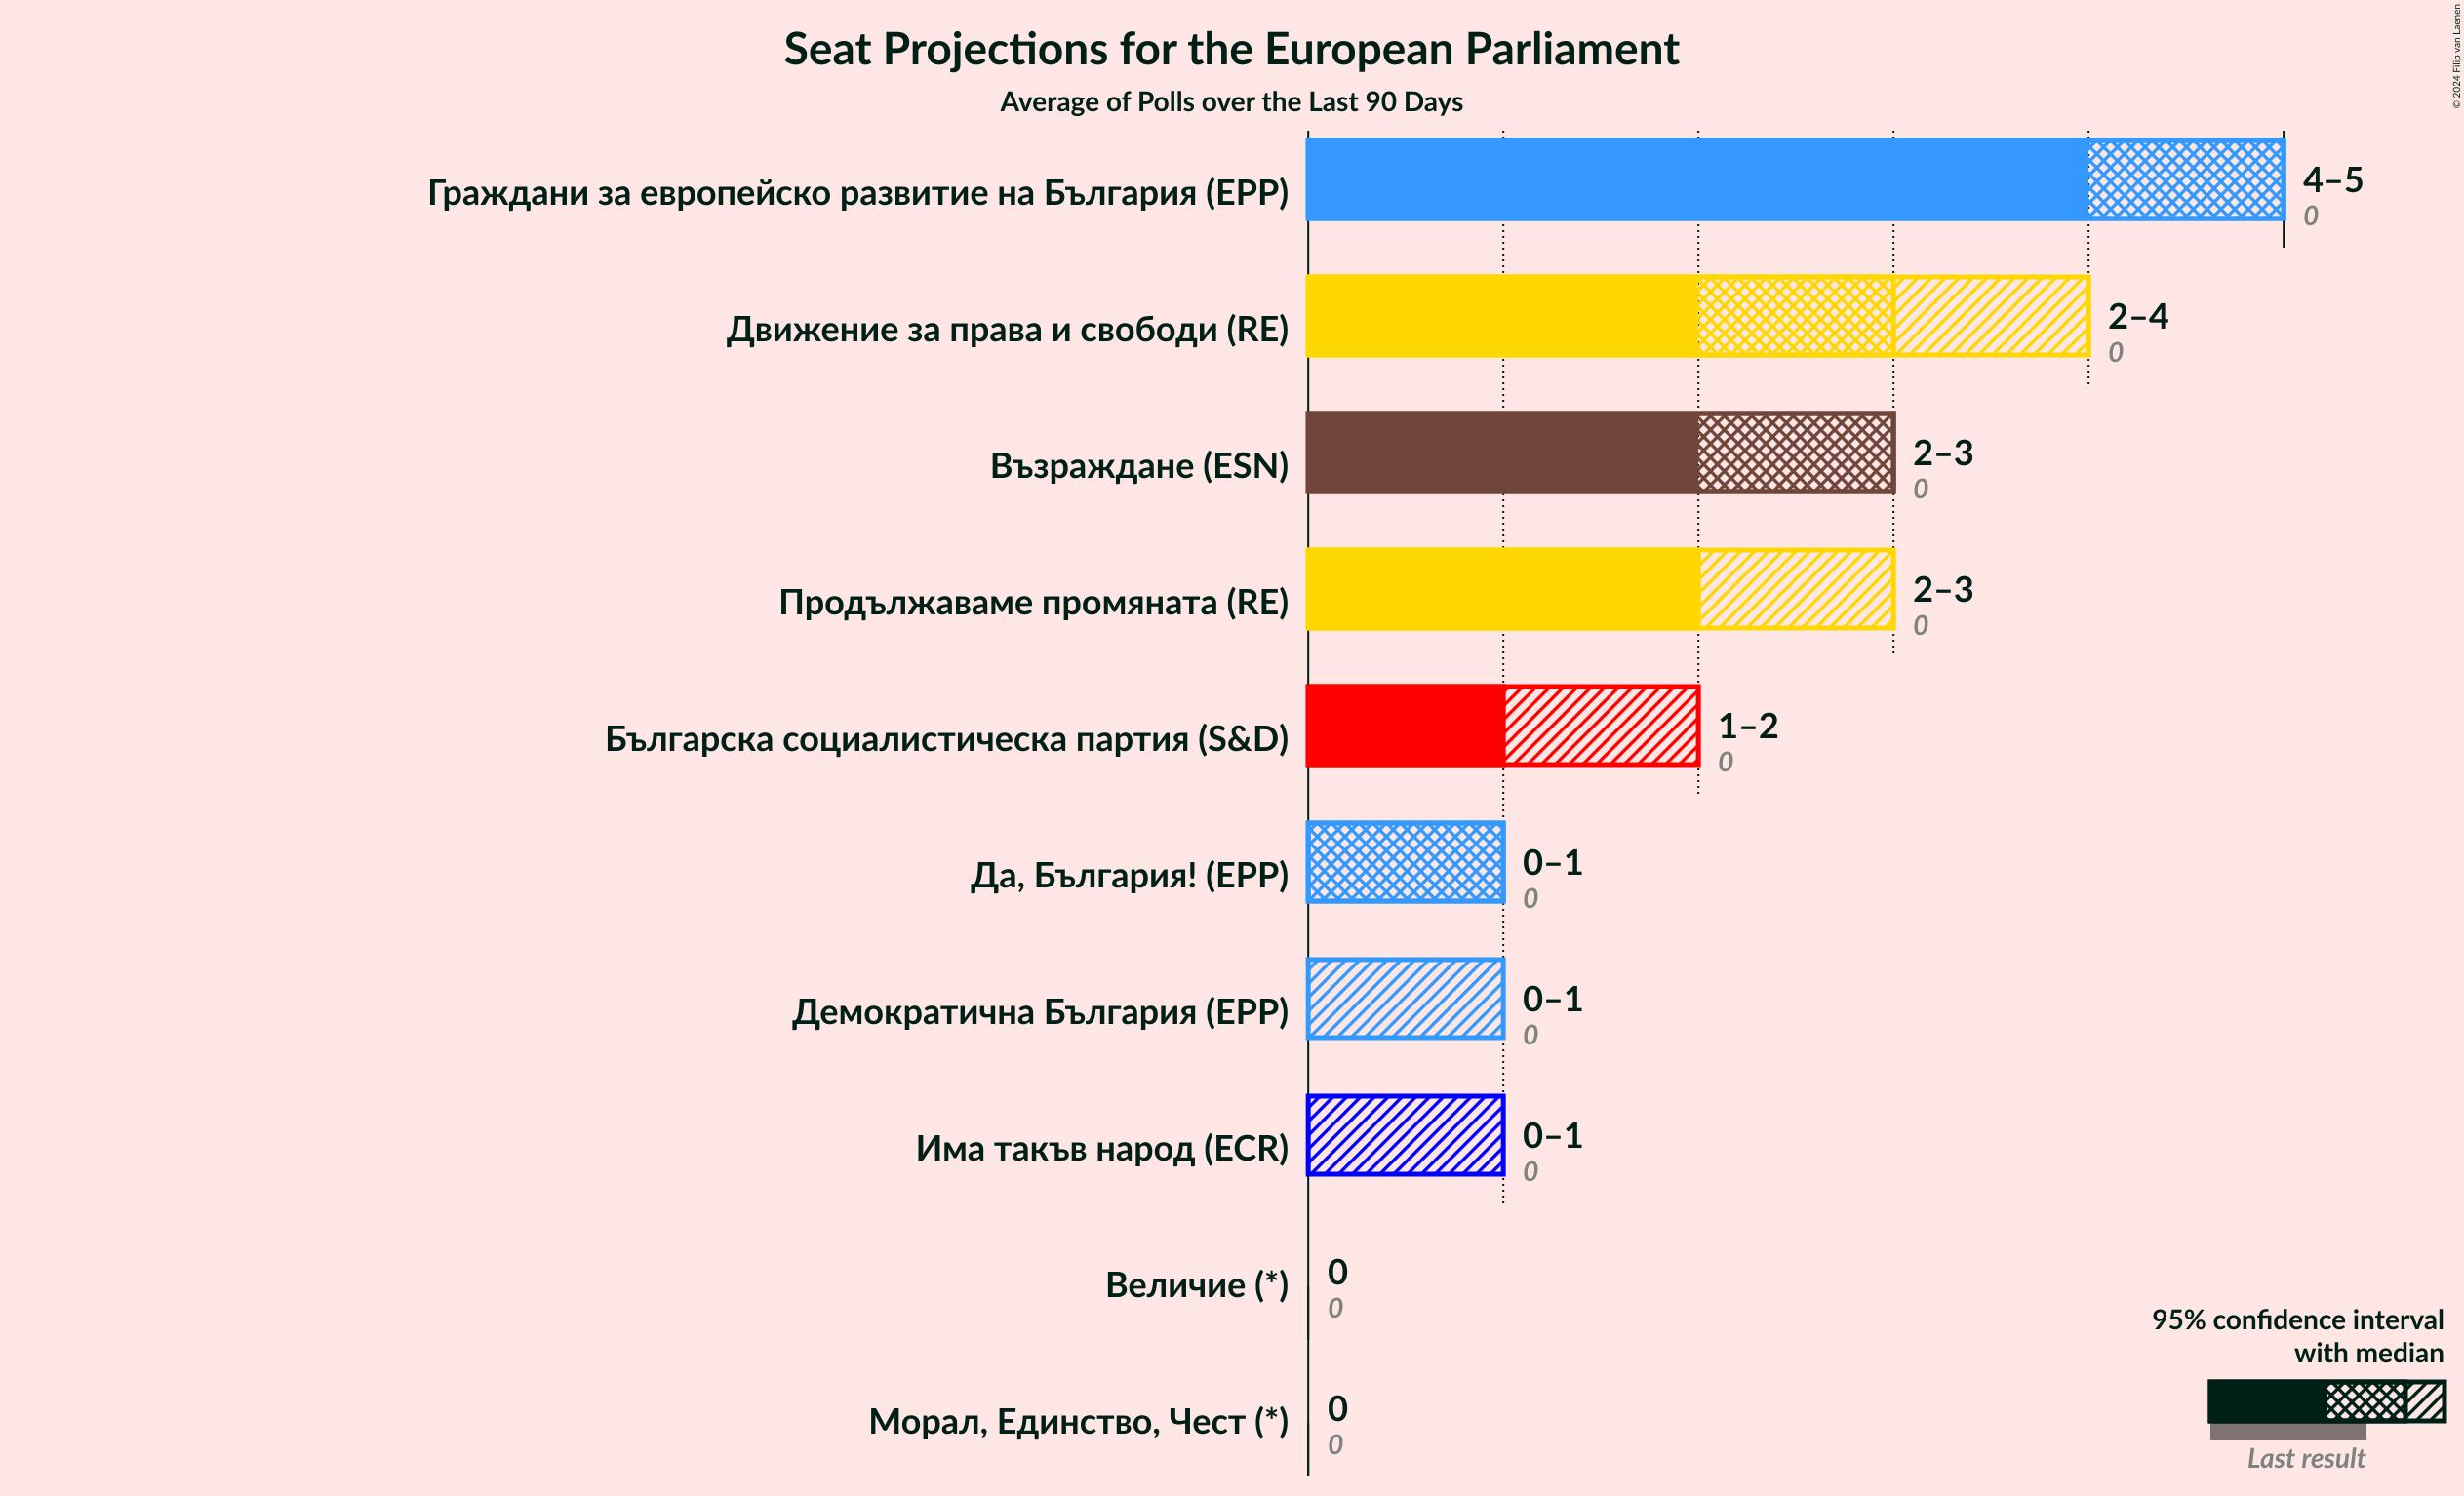 Seat Projections for the European Parliament
Average of Polls over the Last 90 Days
© 2024 Filip van Laenen
Граждани за европейско развитие на България (EPP)
4–5
0
Движение за права и свободи (RE)
2–4
0
Възраждане (ESN)
2–3
0
Продължаваме промяната (RE)
2–3
0
Българска социалистическа партия (S&D)
1–2
0
Да, България! (EPP)
0–1
0
Демократична България (EPP)
0–1
0
Има такъв народ (ECR)
0–1
0
Величие (*)
0
0
Морал, Единство, Чест (*)
0
0
95% confidence interval
with median
Last result